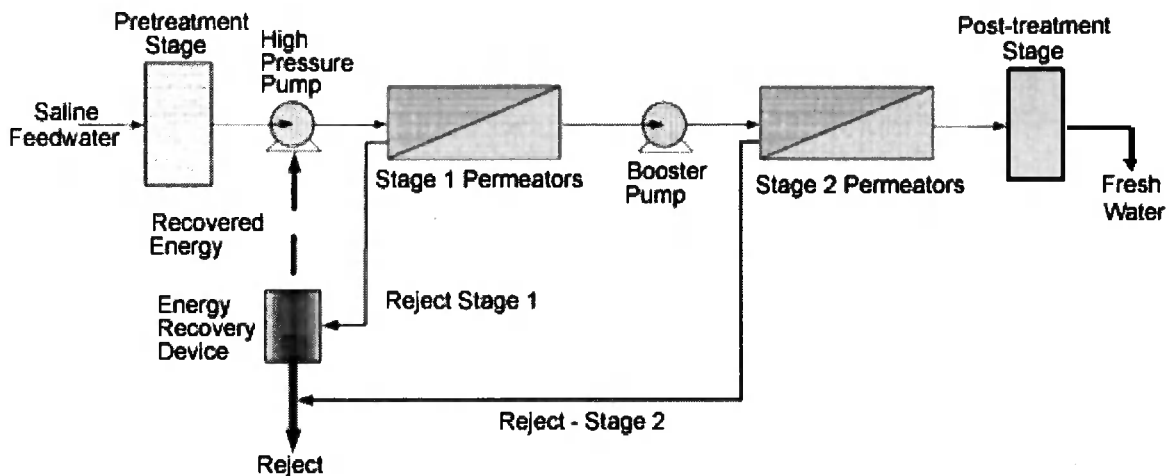 Pretreatment
Stage
High
Pressure
Pump
Post-treatment
Stage
Saline
Feedwater
Stage 1 Permeators
Booster
Pump
Stage 2 Permeators
Fresh
Water
Recovered
Energy
Energy
Recovery
Device
Reject Stage 1
Reject - Stage 2
Reject